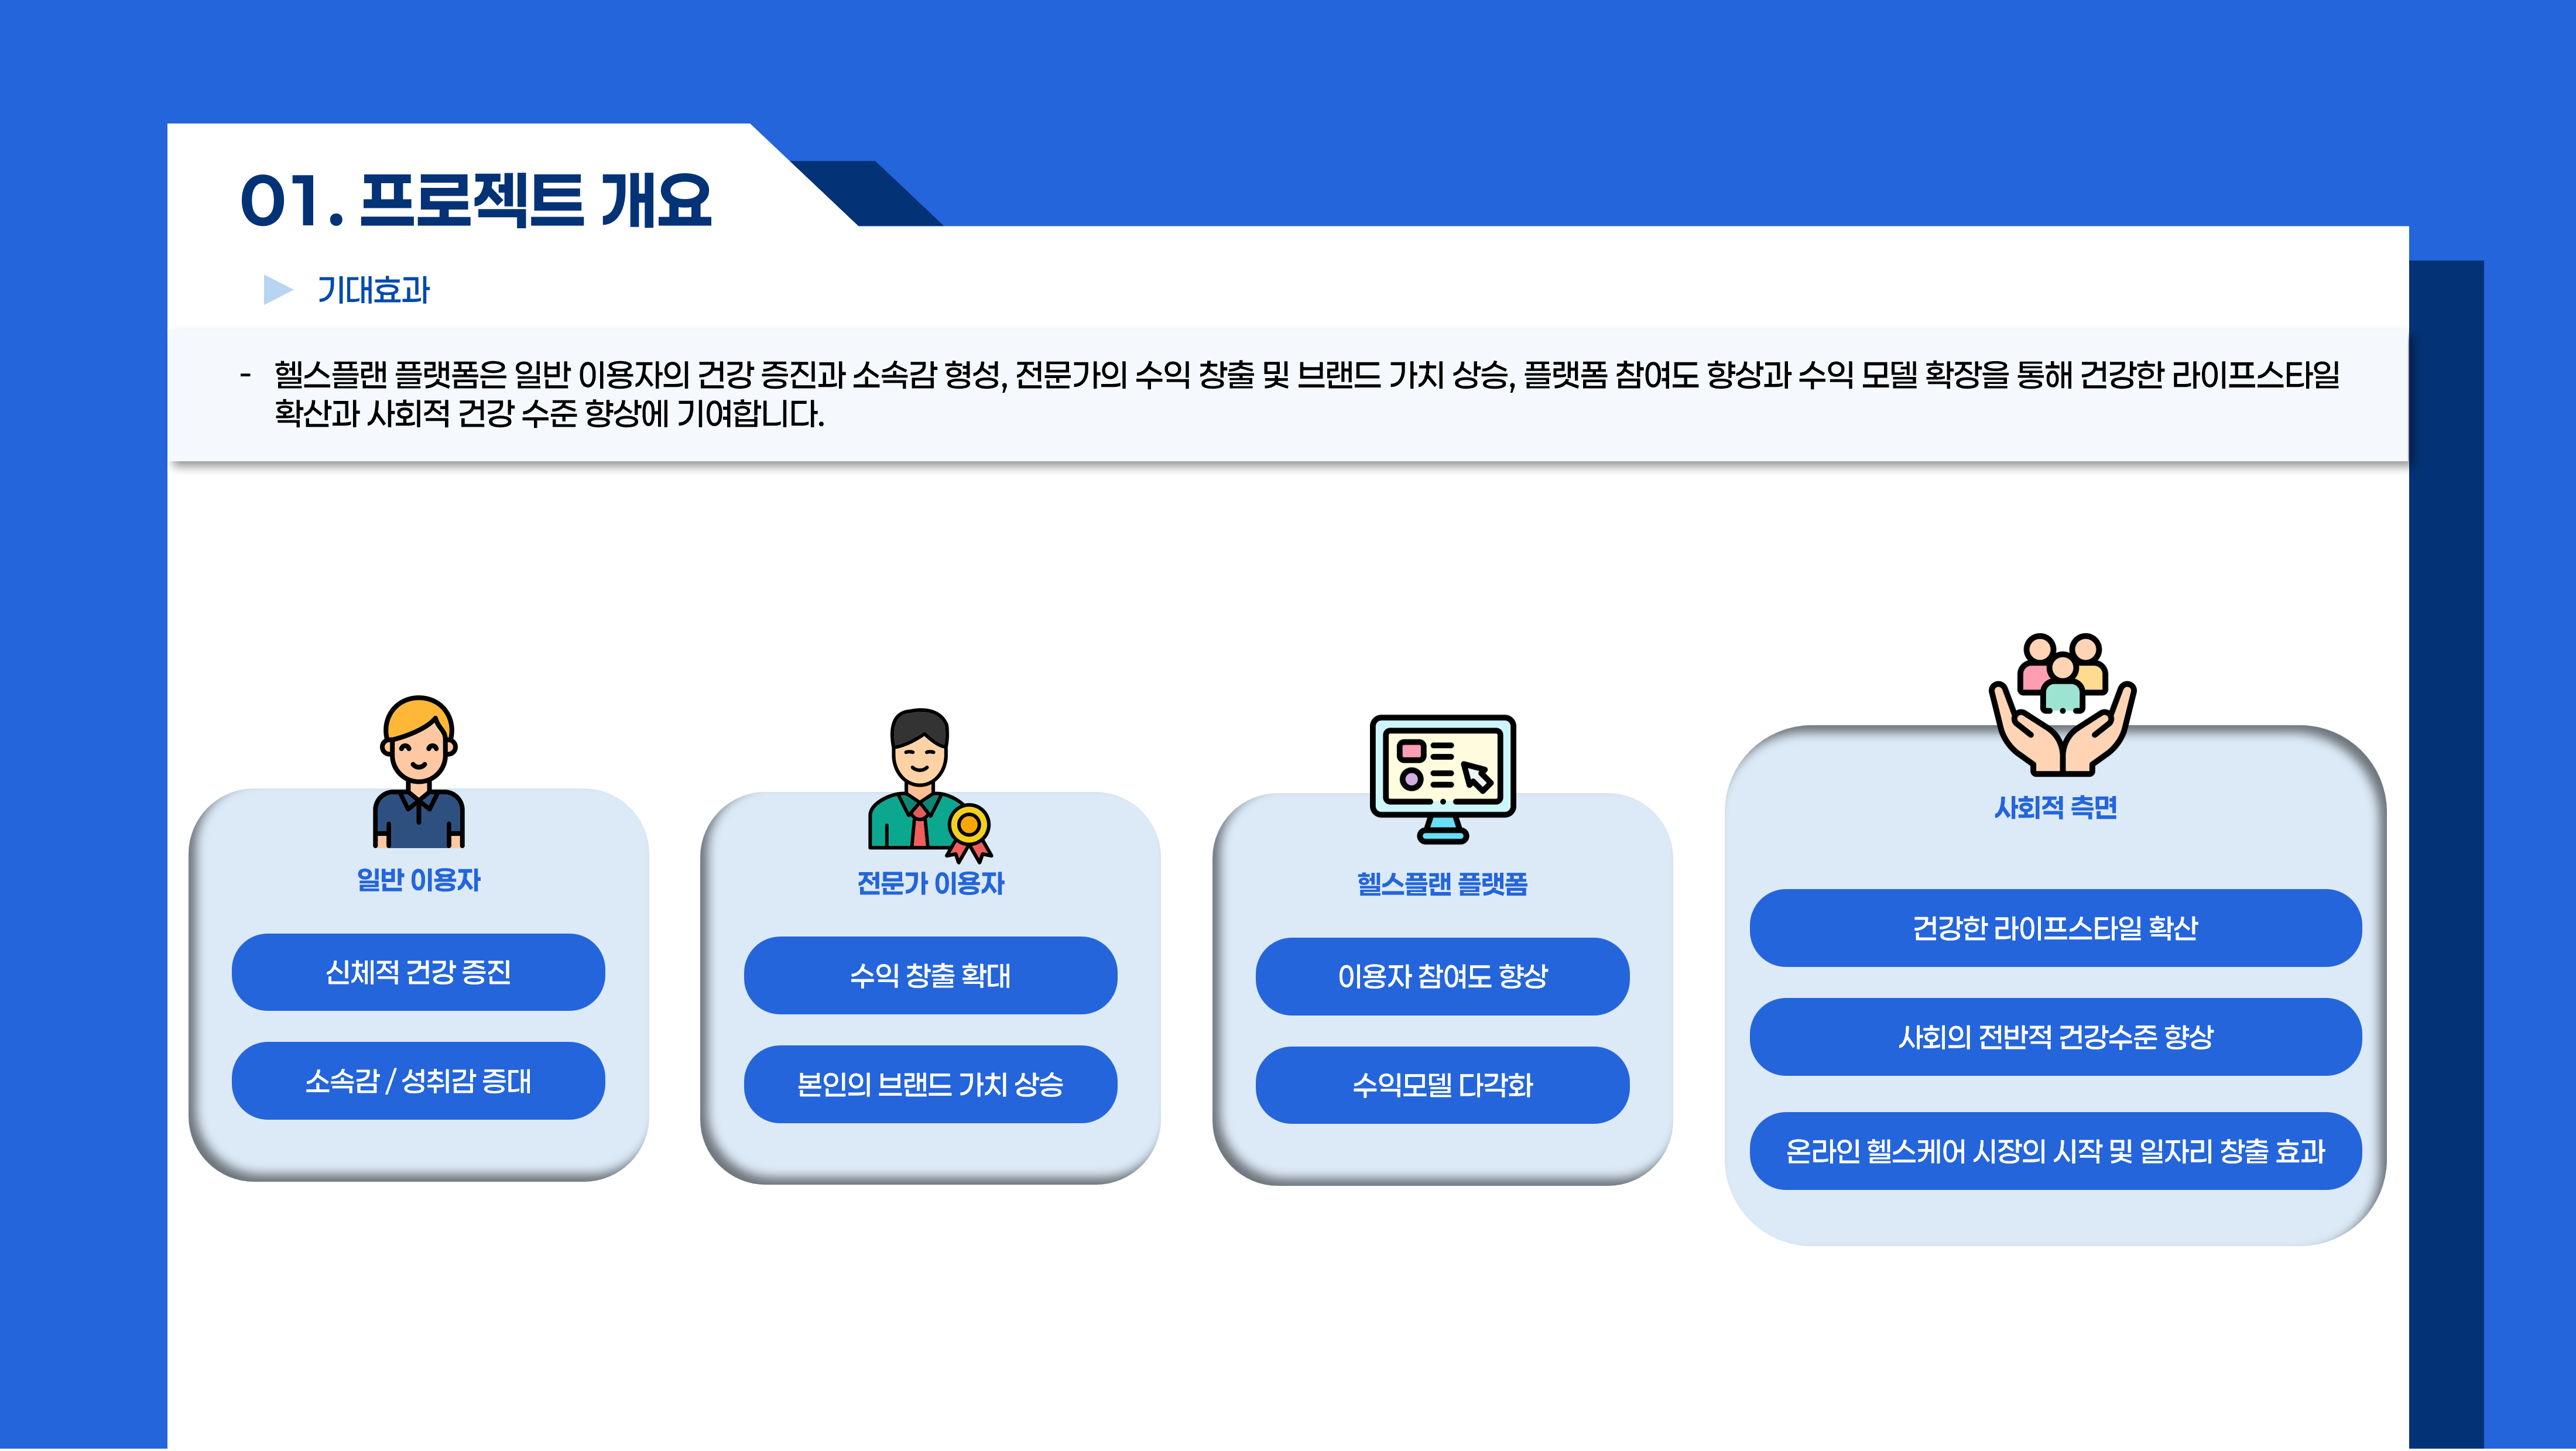 01. 프로젝트 개요
기대효과
- 헬스플랜 플랫폼은 일반 이용자의 건강 증진과 소속감 형성, 전문가의 수익 창출 및 브랜드 가치 상승, 플랫폼 참여도 향상과 수익 모델 확장을 통해 건강한 라이프스타일
확산과 사회적 건강 수준 향상에 기여합니다.
일반 이용자
신체적 건강 증진
소속감 / 성취감 증대
전문가 이용자
수익 창출 확대
본인의 브랜드 가치 상승
헬스플랜 플랫폼
이용자 참여도 향상
수익모델 다각화
사회적 측면
건강한 라이프스타일 확산
사회의 전반적 건강수준 향상
온라인 헬스케어 시장의 시작 및 일자리 창출 효과